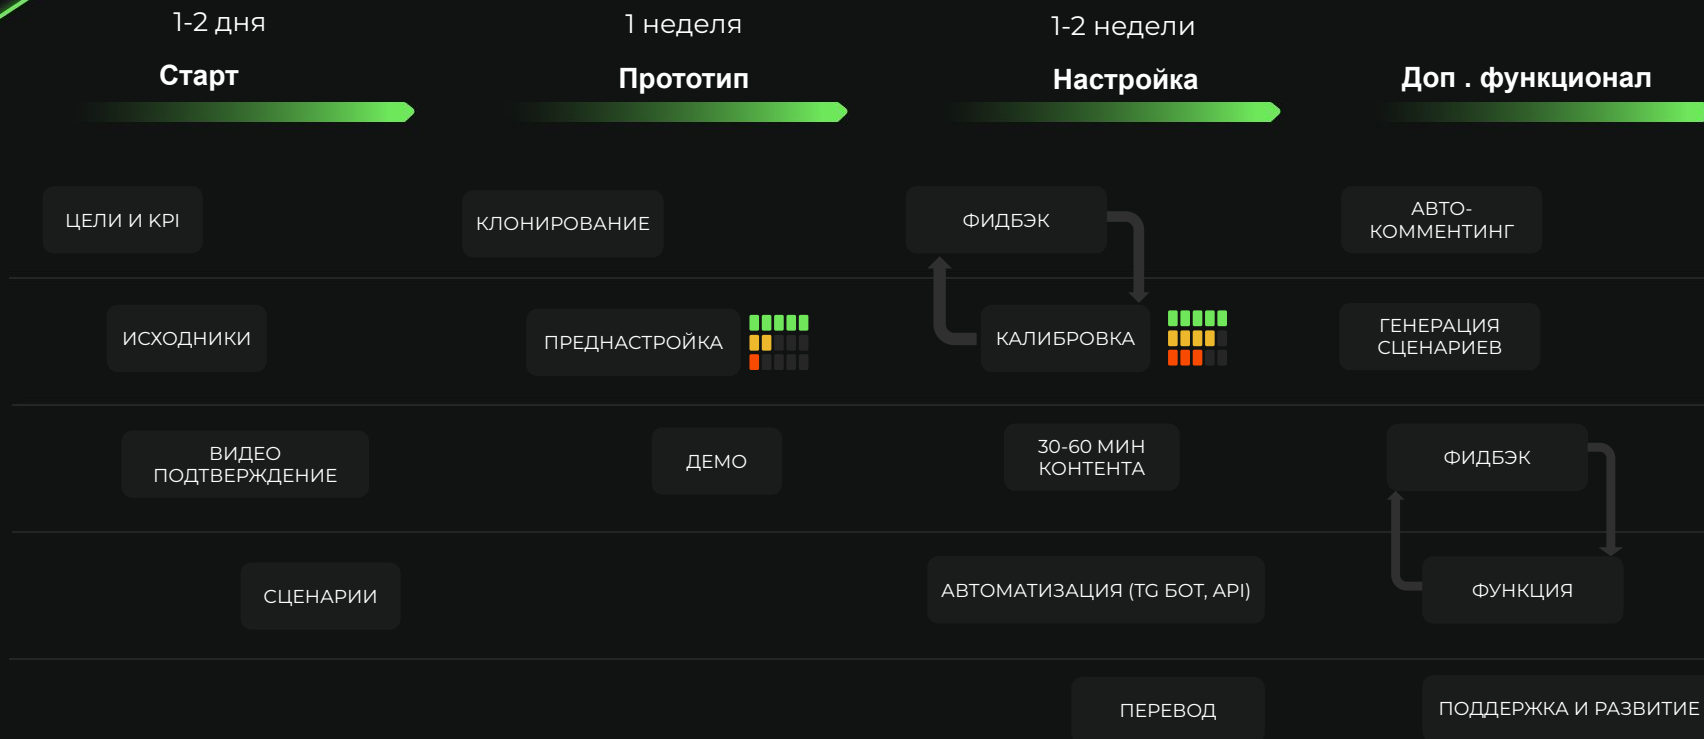 1-2 дня
1 неделя
1-2 недели
Старт
Прототип
Настройка
Доп . функционал
ЦЕЛИ И KPI
КЛОНИРОВАНИЕ
ФИДБЭК
АВТО-
КОММЕНТИНГ
ИСХОДНИКИ
ПРЕДНАСТРОЙКА
КАЛИБРОВКА
ГЕНЕРАЦИЯ
СЦЕНАРИЕВ
ВИДЕО
ПОДТВЕРЖДЕНИЕ
ДЕМО
30-60 МИН
КОНТЕНТА
ФИДБЭК
СЦЕНАРИИ
АВТОМАТИЗАЦИЯ (TG БОТ, API)
ФУНКЦИЯ
ПЕРЕВОД
ПОДДЕРЖКА И РАЗВИТИЕ